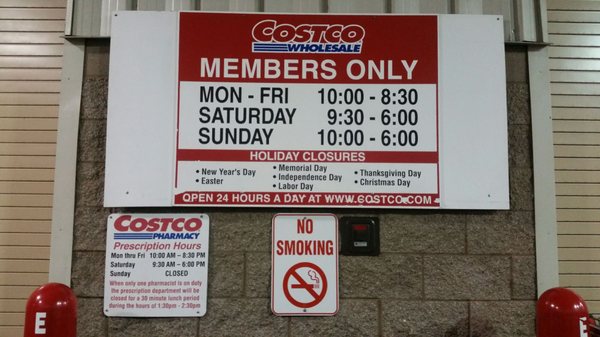 COSTCO
WHOLESALE
MEMBERS ONLY
MON - FRI 10:00 - 8:30
SATURDAY 9:30 - 6:00
SUNDAY 10:00 - 6:00
HOLIDAY CLOSURES
• New Year's Day • Memorial Day • Thanksgiving Day
• Easter • Independence Day • Christmas Day
• Labor Day
OPEN 24 HOURS A DAY AT WWW.COSTCO.COM
COSTCO
PHARMACY
Prescription Hours
Mon thru Fri 10:00 AM - 8:30 PM
Saturday 9:30 AM - 6:00 PM
Sunday CLOSED
When only one pharmacist is on duty
the prescription department will be
closed for a 30 minute lunch period
within the hours of 1:30pm - 2:30pm
NO
SMOKING
E
E